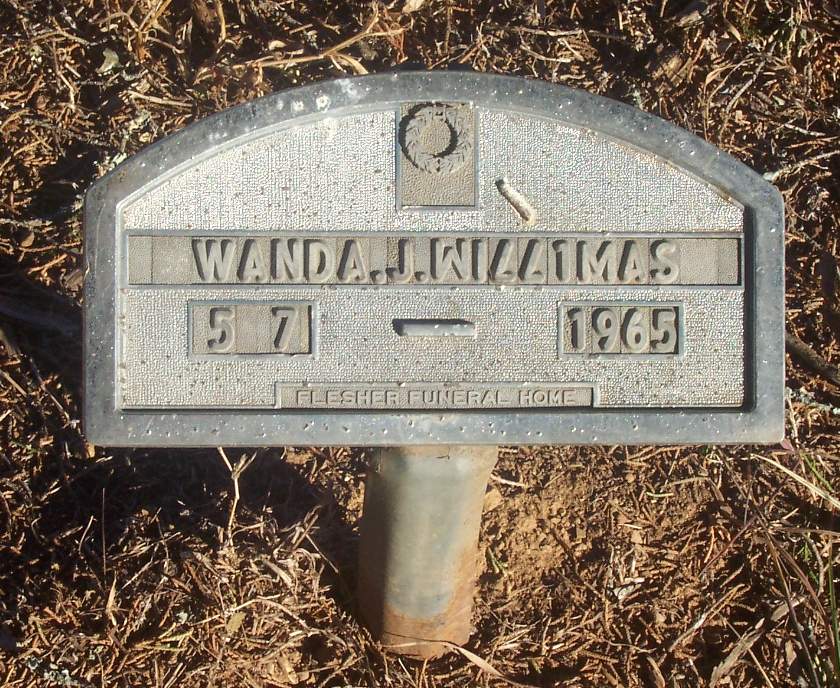 WANDA.J.WILLIMAS
5 7 — 1965
FLESHER FUNERAL HOME